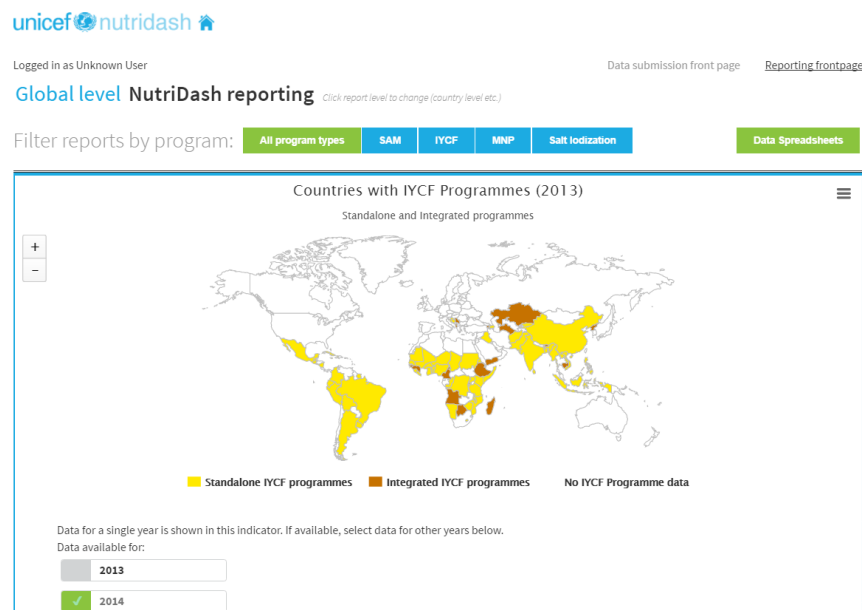 unicef nutridash
Logged in as Unknown User
Data submission front page
Reporting frontpage
Global level NutriDash reporting Click report level to change (country level etc.)
Filter reports by program:
All program types
SAM
IYCF
MNP
Salt Iodization
Data Spreadsheets
Countries with IYCF Programmes (2013)
Standalone and Integrated programmes
+
−
Standalone IYCF programmes
Integrated IYCF programmes
No IYCF Programme data
Data for a single year is shown in this indicator. If available, select data for other years below.
Data available for:
2013
2014